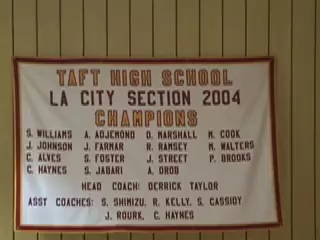 TAFT HIGH SCHOOL
LA CITY SECTION 2004
CHAMPIONS
S. WILLIAMS A. ADJEMONO D. MARSHALL M. COOK
J. JOHNSON J. FARMAR R. RAMSEY M. WALTERS
C. ALVES S. FOSTER J. STREET P. BROOKS
C. HAYNES S. JABARI A. OROD
HEAD COACH: DERRICK TAYLOR
ASST COACHES: S. SHIMIZU, R. KELLY, S. CASSIDY
J. ROURK, C. HAYNES